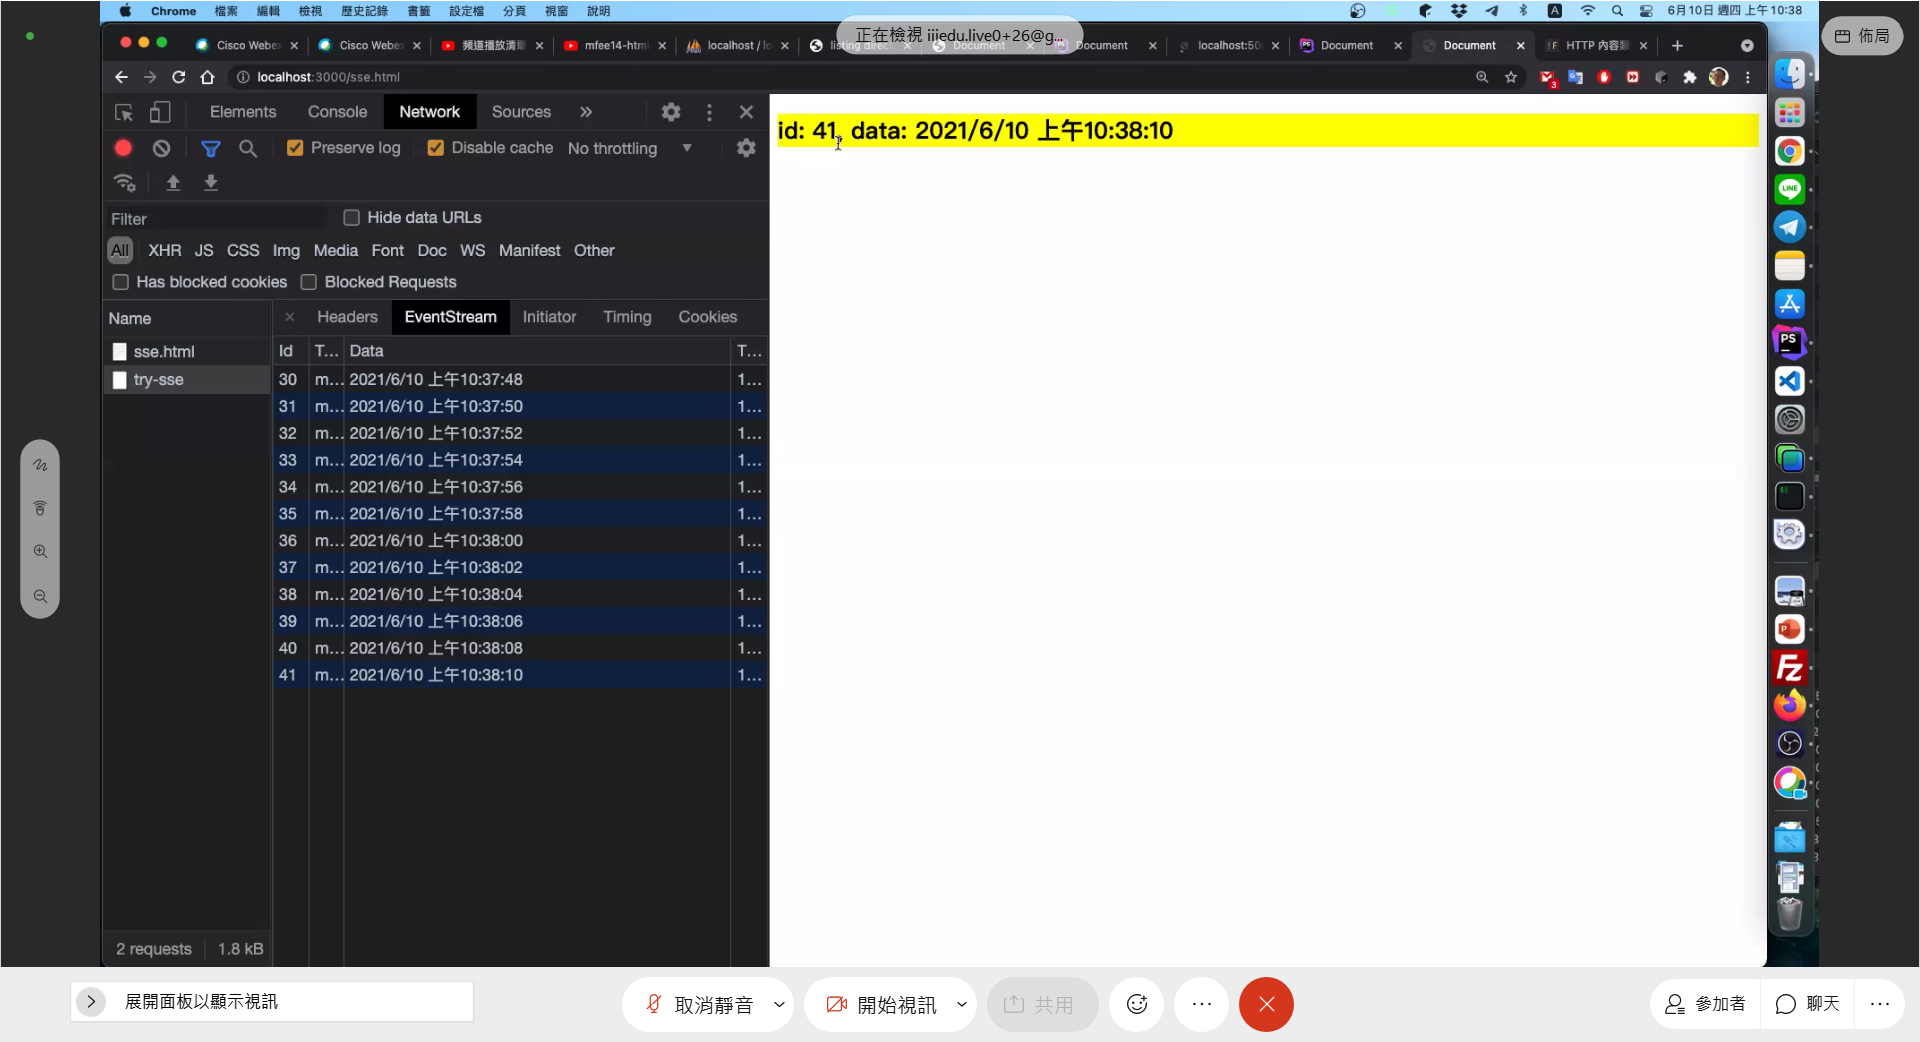 Chrome 檔案 編輯 檢視 歷史記錄 書籤 設定檔 分頁 視窗 說明 6月10日 週四 上午10:38
正在檢視 iiiedu.live0+26@g...
佈局
Cisco Webex Cisco Webex 頻道播放清單 mfee14-html localhost / lo listing direc Document Document localhost:50 Document Document HTTP 內容類
localhost:3000/sse.html
Elements Console Network Sources
Preserve log Disable cache No throttling
Filter Hide data URLs
All XHR JS CSS Img Media Font Doc WS Manifest Other
Has blocked cookies Blocked Requests
Name Headers EventStream Initiator Timing Cookies
sse.html
try-sse
Id T... Data T...
30 m... 2021/6/10 上午10:37:48 1...
31 m... 2021/6/10 上午10:37:50 1...
32 m... 2021/6/10 上午10:37:52 1...
33 m... 2021/6/10 上午10:37:54 1...
34 m... 2021/6/10 上午10:37:56 1...
35 m... 2021/6/10 上午10:37:58 1...
36 m... 2021/6/10 上午10:38:00 1...
37 m... 2021/6/10 上午10:38:02 1...
38 m... 2021/6/10 上午10:38:04 1...
39 m... 2021/6/10 上午10:38:06 1...
40 m... 2021/6/10 上午10:38:08 1...
41 m... 2021/6/10 上午10:38:10 1...
2 requests 1.8 kB
id: 41, data: 2021/6/10 上午10:38:10
展開面板以顯示視訊
取消靜音 開始視訊 共用
參加者 聊天